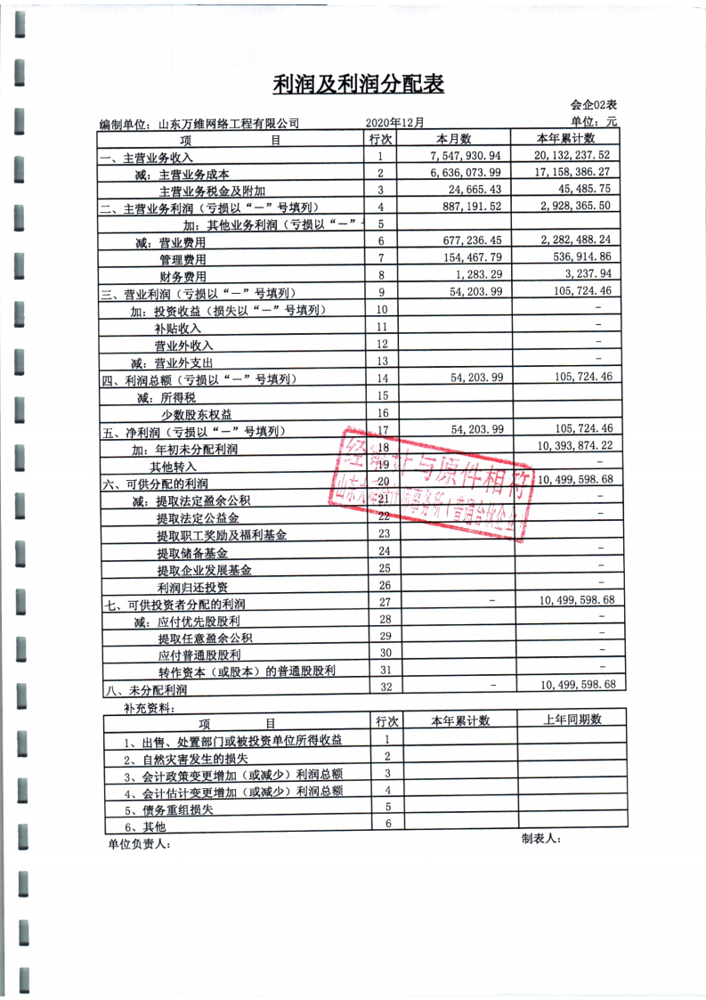 利润及利润分配表
会企02表
编制单位：山东万维网络工程有限公司 2020年12月 单位：元
项 目 行次 本月数 本年累计数
一、主营业务收入 1 7,547,930.94 20,132,237.52
减：主营业务成本 2 6,636,073.99 17,158,386.27
主营业务税金及附加 3 24,665.43 45,485.75
二、主营业务利润（亏损以“－”号填列） 4 887,191.52 2,928,365.50
加：其他业务利润（亏损以“－” 5
减：营业费用 6 677,236.45 2,282,488.24
管理费用 7 154,467.79 536,914.86
财务费用 8 1,283.29 3,237.94
三、营业利润（亏损以“－”号填列） 9 54,203.99 105,724.46
加：投资收益（损失以“－”号填列） 10 －
补贴收入 11 －
营业外收入 12 －
减：营业外支出 13 －
四、利润总额（亏损以“－”号填列） 14 54,203.99 105,724.46
减：所得税 15
少数股东权益 16
五、净利润（亏损以“－”号填列） 17 54,203.99 105,724.46
加：年初未分配利润 18 10,393,874.22
其他转入 19 －
六、可供分配的利润 20 10,499,598.68
减：提取法定盈余公积 21 －
提取法定公益金 22 －
提取职工奖励及福利基金 23
提取储备基金 24 －
提取企业发展基金 25 －
利润归还投资 26 －
七、可供投资者分配的利润 27 － 10,499,598.68
减：应付优先股股利 28 －
提取任意盈余公积 29 －
应付普通股股利 30 －
转作资本（或股本）的普通股股利 31 －
八、未分配利润 32 － 10,499,598.68
补充资料：
项 目 行次 本年累计数 上年同期数
1、出售、处置部门或被投资单位所得收益 1
2、自然灾害发生的损失 2
3、会计政策变更增加（或减少）利润总额 3
4、会计估计变更增加（或减少）利润总额 4
5、债务重组损失 5
6、其他 6
单位负责人： 制表人：
与原件相符
山东 事务所（普通合伙企业